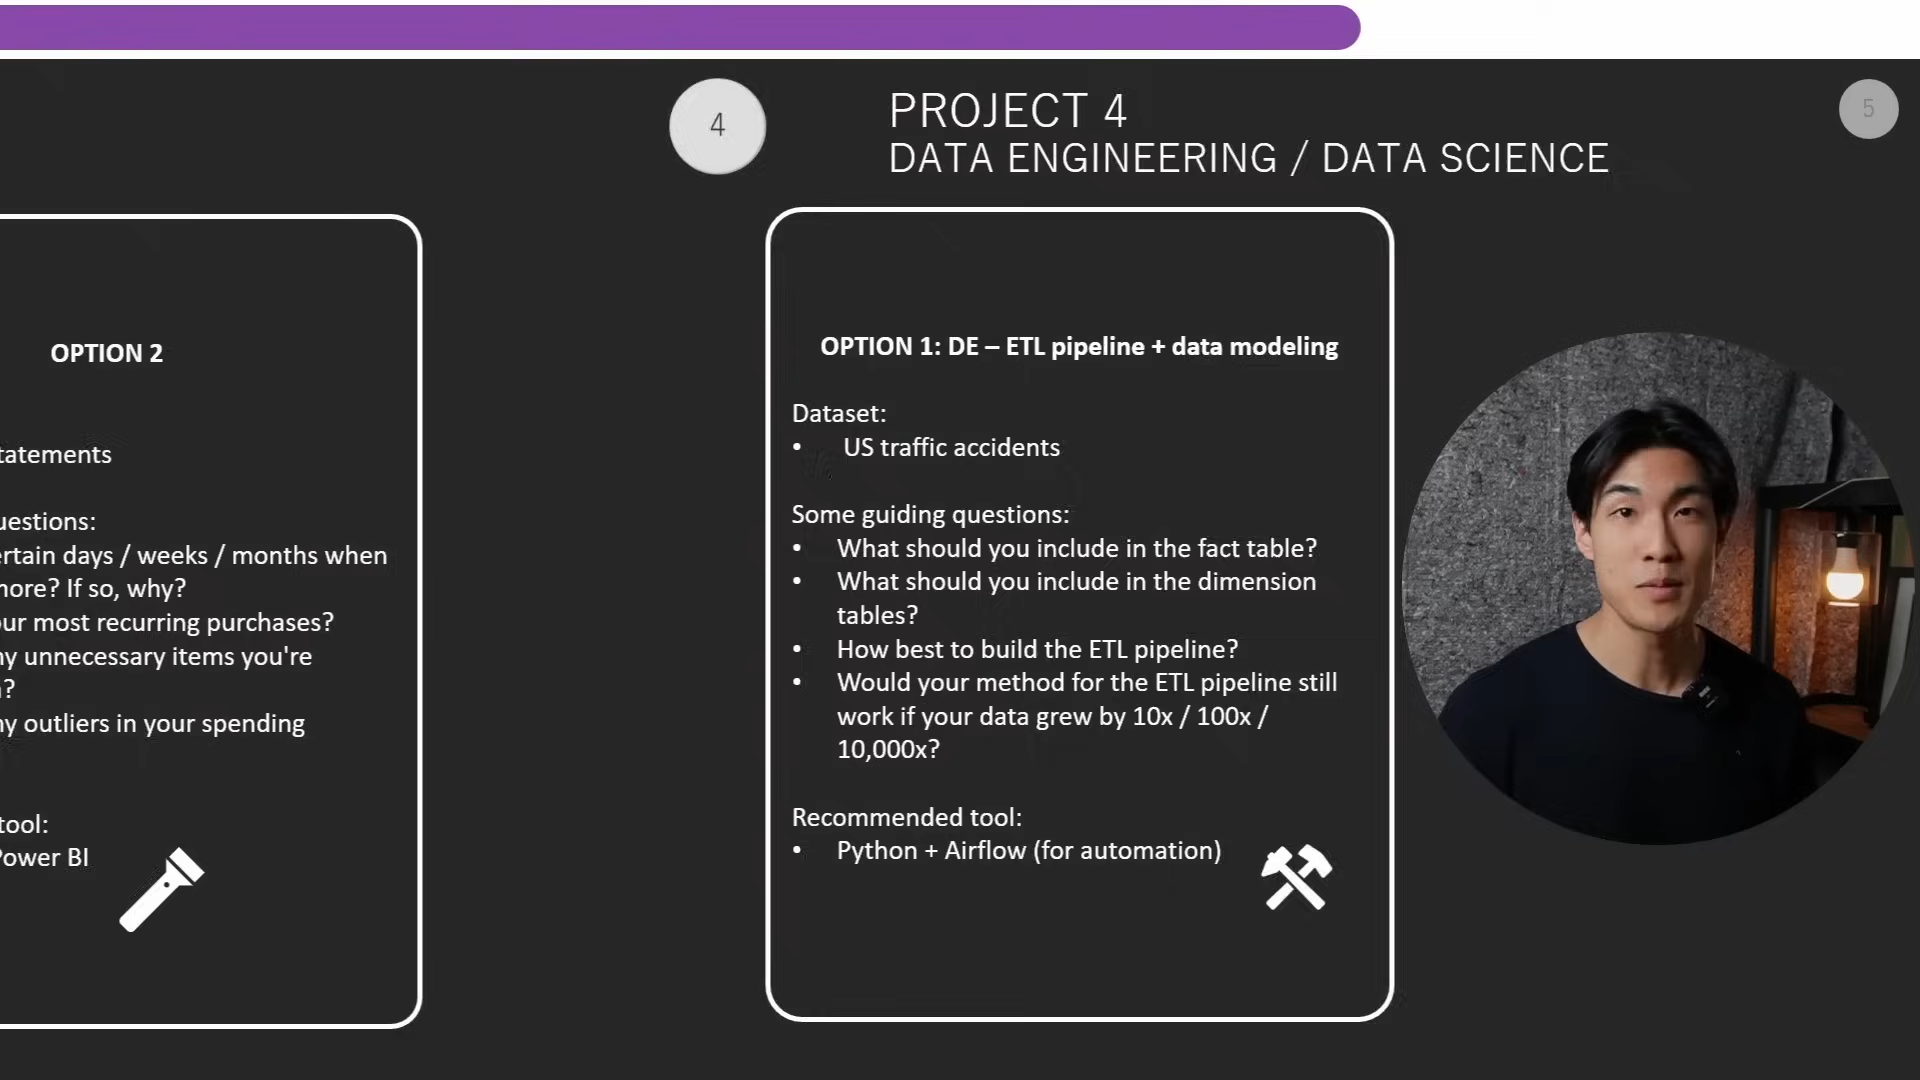 4
PROJECT 4
DATA ENGINEERING / DATA SCIENCE
5
OPTION 2
tatements
uestions:
ertain days / weeks / months when
more? If so, why?
our most recurring purchases?
ny unnecessary items you're
?
ny outliers in your spending
tool:
Power BI
OPTION 1: DE – ETL pipeline + data modeling
Dataset:
• US traffic accidents
Some guiding questions:
• What should you include in the fact table?
• What should you include in the dimension
tables?
• How best to build the ETL pipeline?
• Would your method for the ETL pipeline still
work if your data grew by 10x / 100x /
10,000x?
Recommended tool:
• Python + Airflow (for automation)